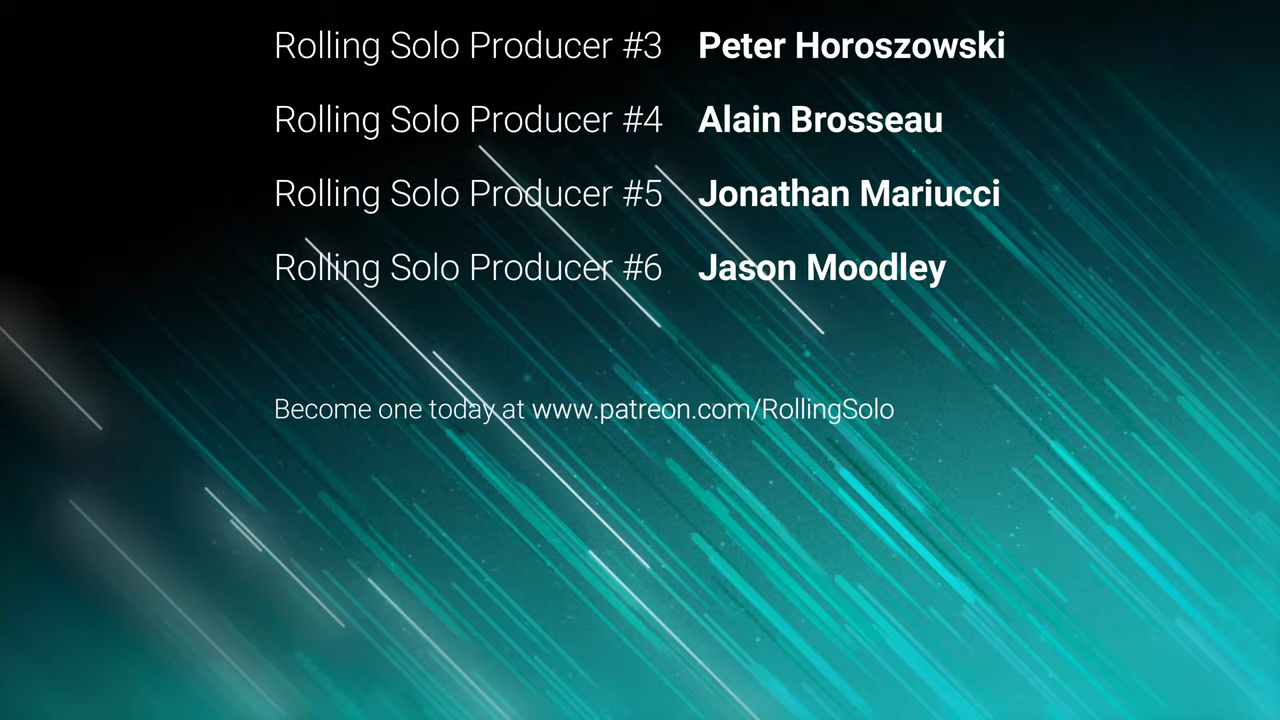 Rolling Solo Producer #3 Peter Horoszowski
Rolling Solo Producer #4 Alain Brosseau
Rolling Solo Producer #5 Jonathan Mariucci
Rolling Solo Producer #6 Jason Moodley
Become one today at www.patreon.com/RollingSolo